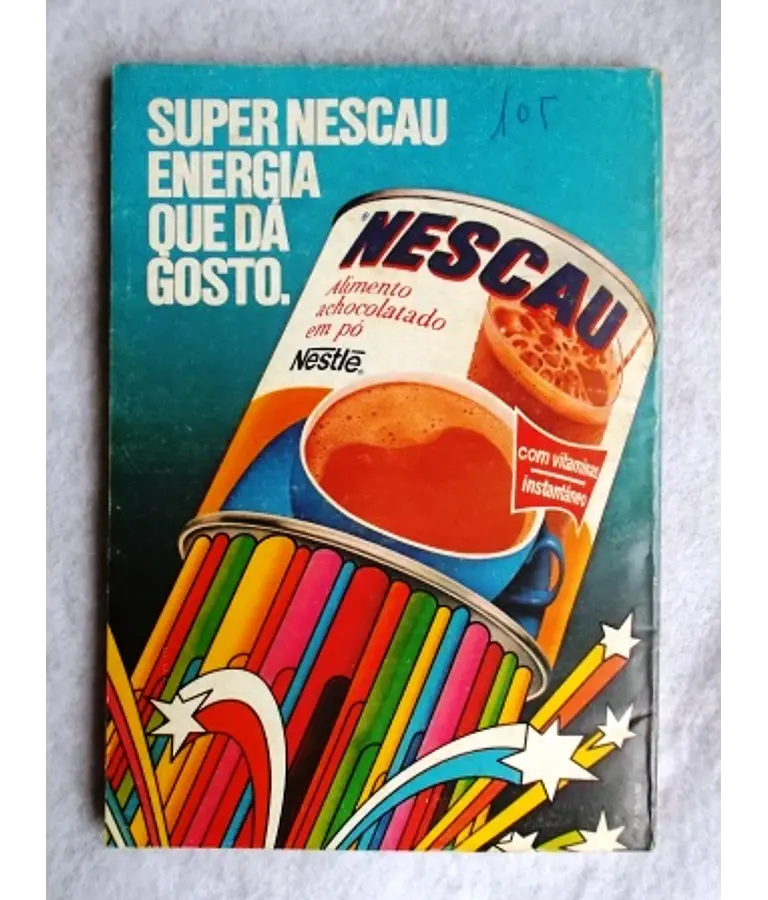 SUPER NESCAU
ENERGIA
QUE DÁ
GOSTO.
105
NESCAU
Alimento
achocolatado
em pó
Nestlé
com vitaminas
instantâneo